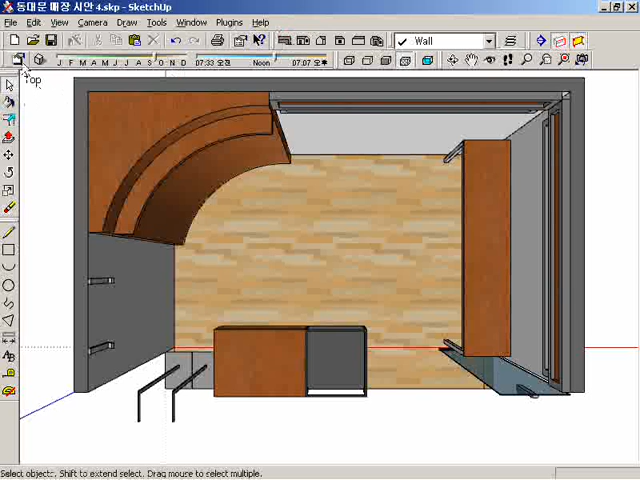 동대문 매장 시안 4.skp - SketchUp
File Edit View Camera Draw Tools Window Plugins Help
Wall
J F M A M J J A S O N D 07:33 오전 Noon 07:07 오후
Top
Select objects. Shift to extend select. Drag mouse to select multiple.